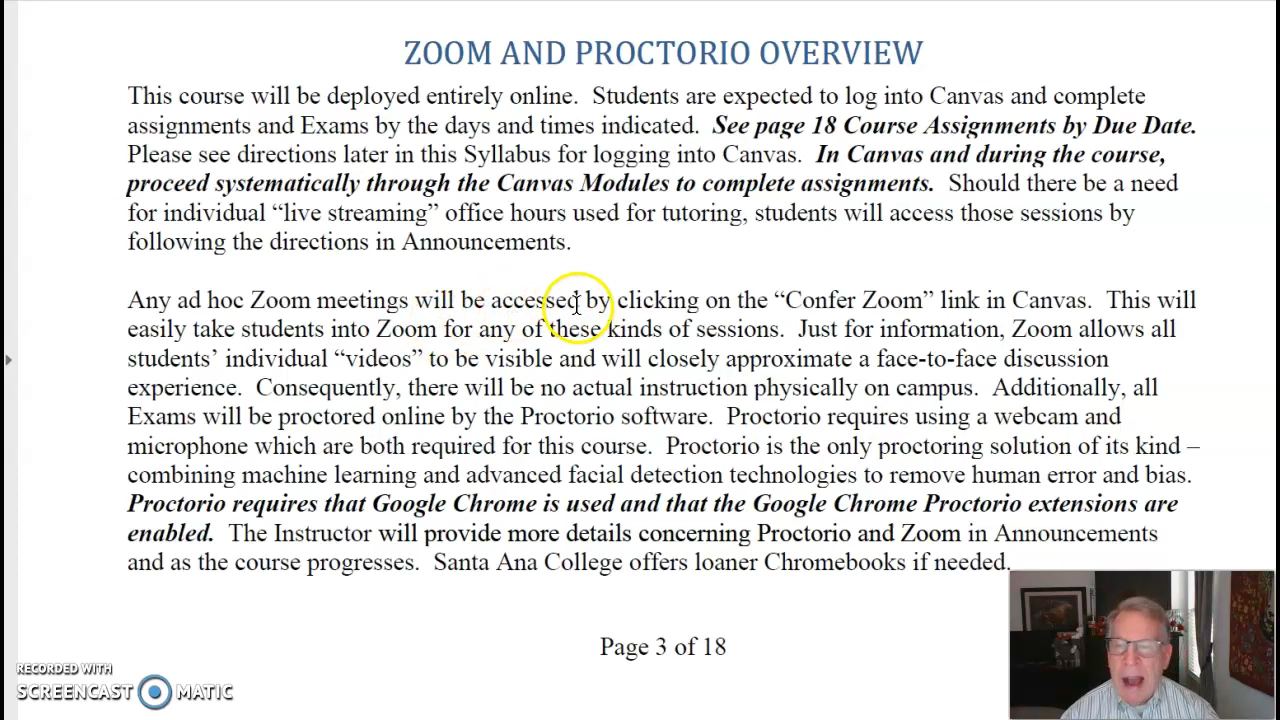 ZOOM AND PROCTORIO OVERVIEW
This course will be deployed entirely online.  Students are expected to log into Canvas and complete
assignments and Exams by the days and times indicated.  See page 18 Course Assignments by Due Date.
Please see directions later in this Syllabus for logging into Canvas.  In Canvas and during the course,
proceed systematically through the Canvas Modules to complete assignments.  Should there be a need
for individual “live streaming” office hours used for tutoring, students will access those sessions by
following the directions in Announcements.
Any ad hoc Zoom meetings will be accessed by clicking on the “Confer Zoom” link in Canvas.  This will
easily take students into Zoom for any of these kinds of sessions.  Just for information, Zoom allows all
students’ individual “videos” to be visible and will closely approximate a face-to-face discussion
experience.  Consequently, there will be no actual instruction physically on campus.  Additionally, all
Exams will be proctored online by the Proctorio software.  Proctorio requires using a webcam and
microphone which are both required for this course.  Proctorio is the only proctoring solution of its kind –
combining machine learning and advanced facial detection technologies to remove human error and bias.
Proctorio requires that Google Chrome is used and that the Google Chrome Proctorio extensions are
enabled.  The Instructor will provide more details concerning Proctorio and Zoom in Announcements
and as the course progresses.  Santa Ana College offers loaner Chromebooks if needed.
Page 3 of 18
RECORDED WITH
SCREENCAST MATIC